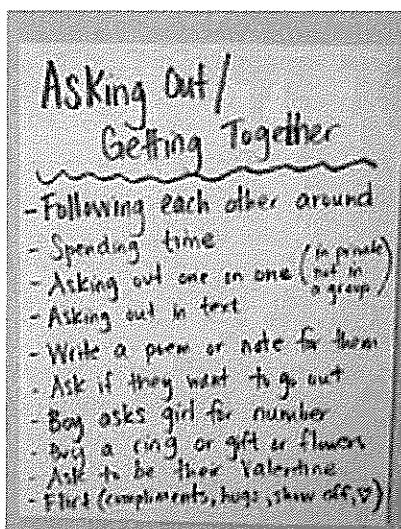 Asking Out/
Getting Together
- Following each other around
- Spending time
- Asking out one on one (in private not in a group)
- Asking out in text
- Write a poem or note for them
- Ask if they want to go out
- Boy asks girl for number
- Buy a ring or gift or flowers
- Ask to be their Valentine
- Flirt (compliments, hugs, show off, ♡)